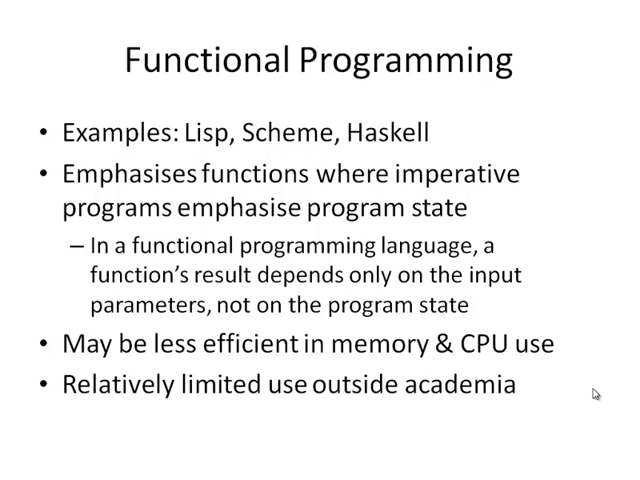 Functional Programming
• Examples: Lisp, Scheme, Haskell
• Emphasises functions where imperative
programs emphasise program state
– In a functional programming language, a
function's result depends only on the input
parameters, not on the program state
• May be less efficient in memory & CPU use
• Relatively limited use outside academia